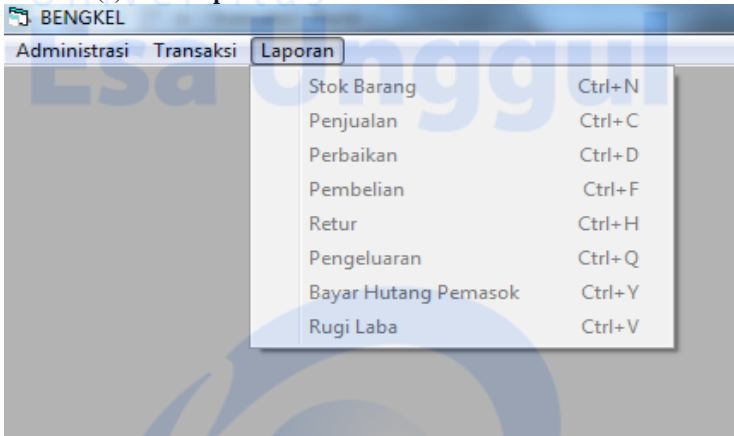 BENGKEL
Administrasi Transaksi Laporan
Esa Unggul
Stok Barang Ctrl+N
Penjualan Ctrl+C
Perbaikan Ctrl+D
Pembelian Ctrl+F
Retur Ctrl+H
Pengeluaran Ctrl+Q
Bayar Hutang Pemasok Ctrl+Y
Rugi Laba Ctrl+V